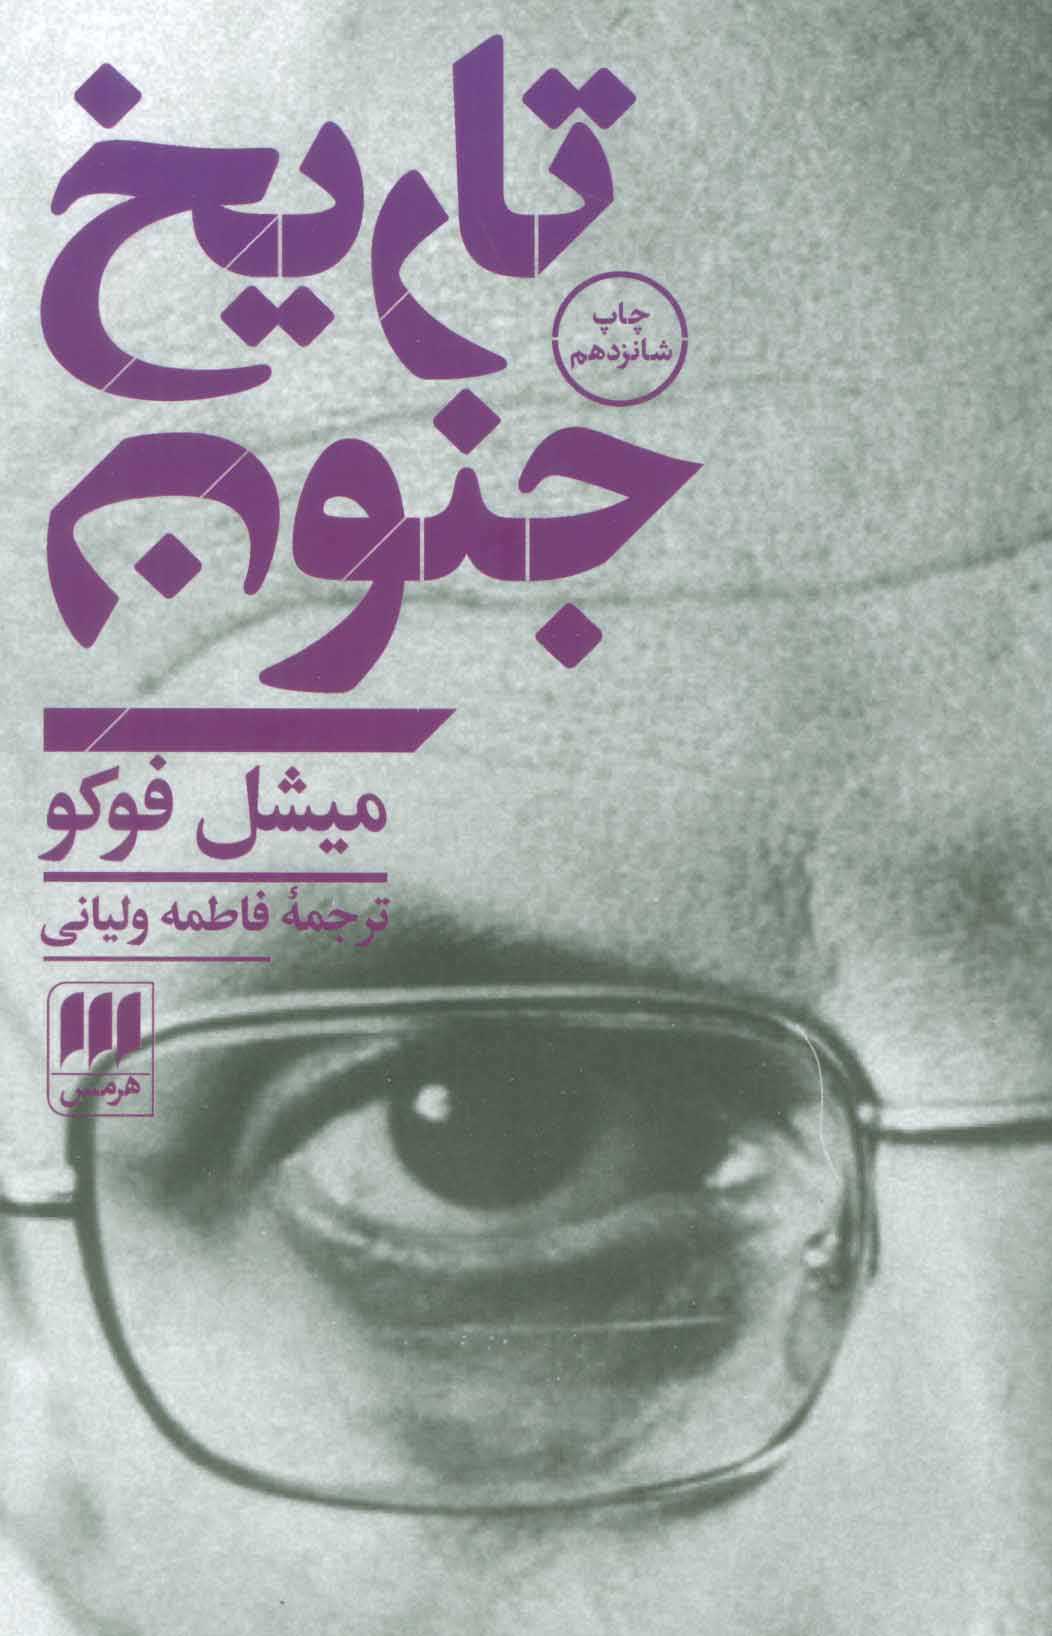 تاریخ
چاپ
شانزدهم
جنون
میشل فوکو
ترجمهٔ فاطمه ولیانی
هرمس